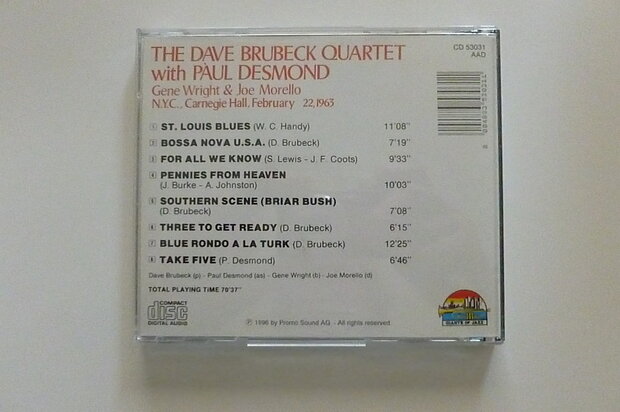 THE DAVE BRUBECK QUARTET
with PAUL DESMOND
Gene Wright & Joe Morello
N.Y.C., Carnegie Hall, February 22, 1963
CD 53031
AAD
1 ST. LOUIS BLUES (W. C. Handy) 11'08"
2 BOSSA NOVA U.S.A. (D. Brubeck) 7'19"
3 FOR ALL WE KNOW (S. Lewis - J. F. Coots) 9'33"
4 PENNIES FROM HEAVEN
(J. Burke - A. Johnston) 10'03"
5 SOUTHERN SCENE (BRIAR BUSH)
(D. Brubeck) 7'08"
6 THREE TO GET READY (D. Brubeck) 6'15"
7 BLUE RONDO A LA TURK (D. Brubeck) 12'25"
8 TAKE FIVE (P. Desmond) 6'46"
Dave Brubeck (p) - Paul Desmond (as) - Gene Wright (b) - Joe Morello (d)
TOTAL PLAYING TiME 70'37"
COMPACT
disc
DIGITAL AUDIO
℗ 1996 by Promo Sound AG - All rights reserved
GIANTS OF JAZZ